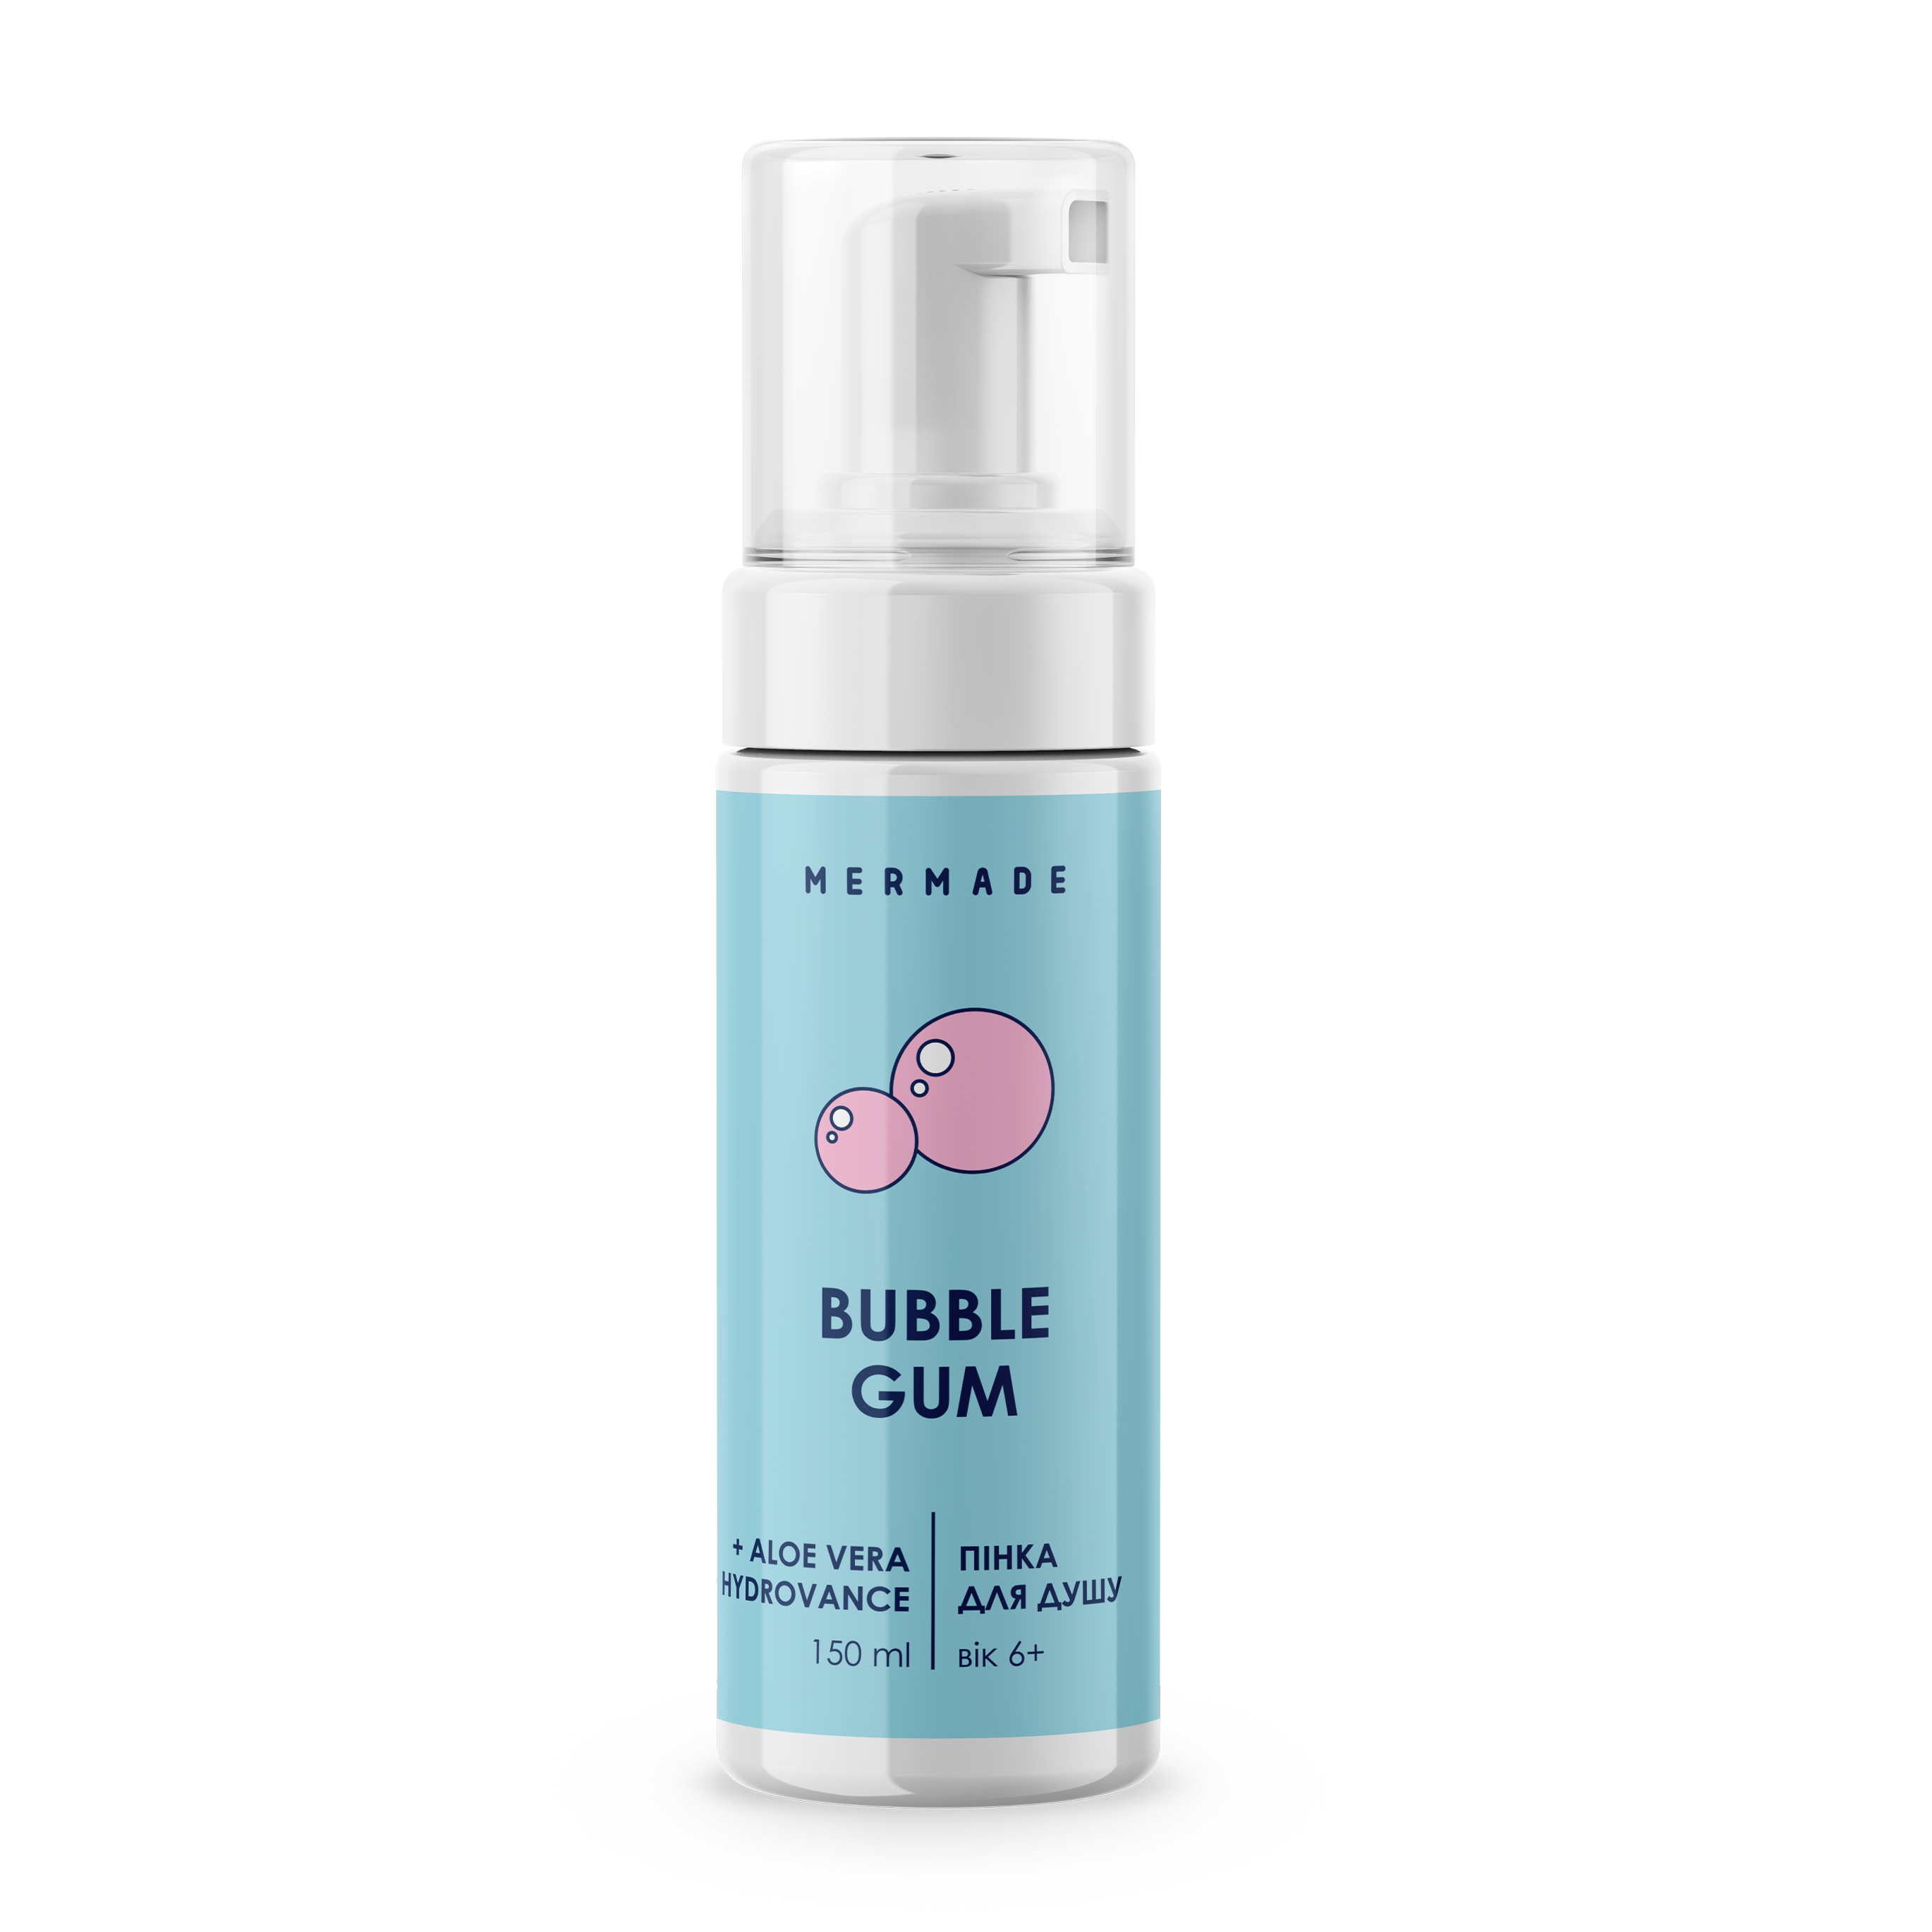 MERMADE
BUBBLE
GUM
+ ALOE VERA
HYDROVANCE
150 ml
ПІНКА
ДЛЯ ДУШУ
вік 6+